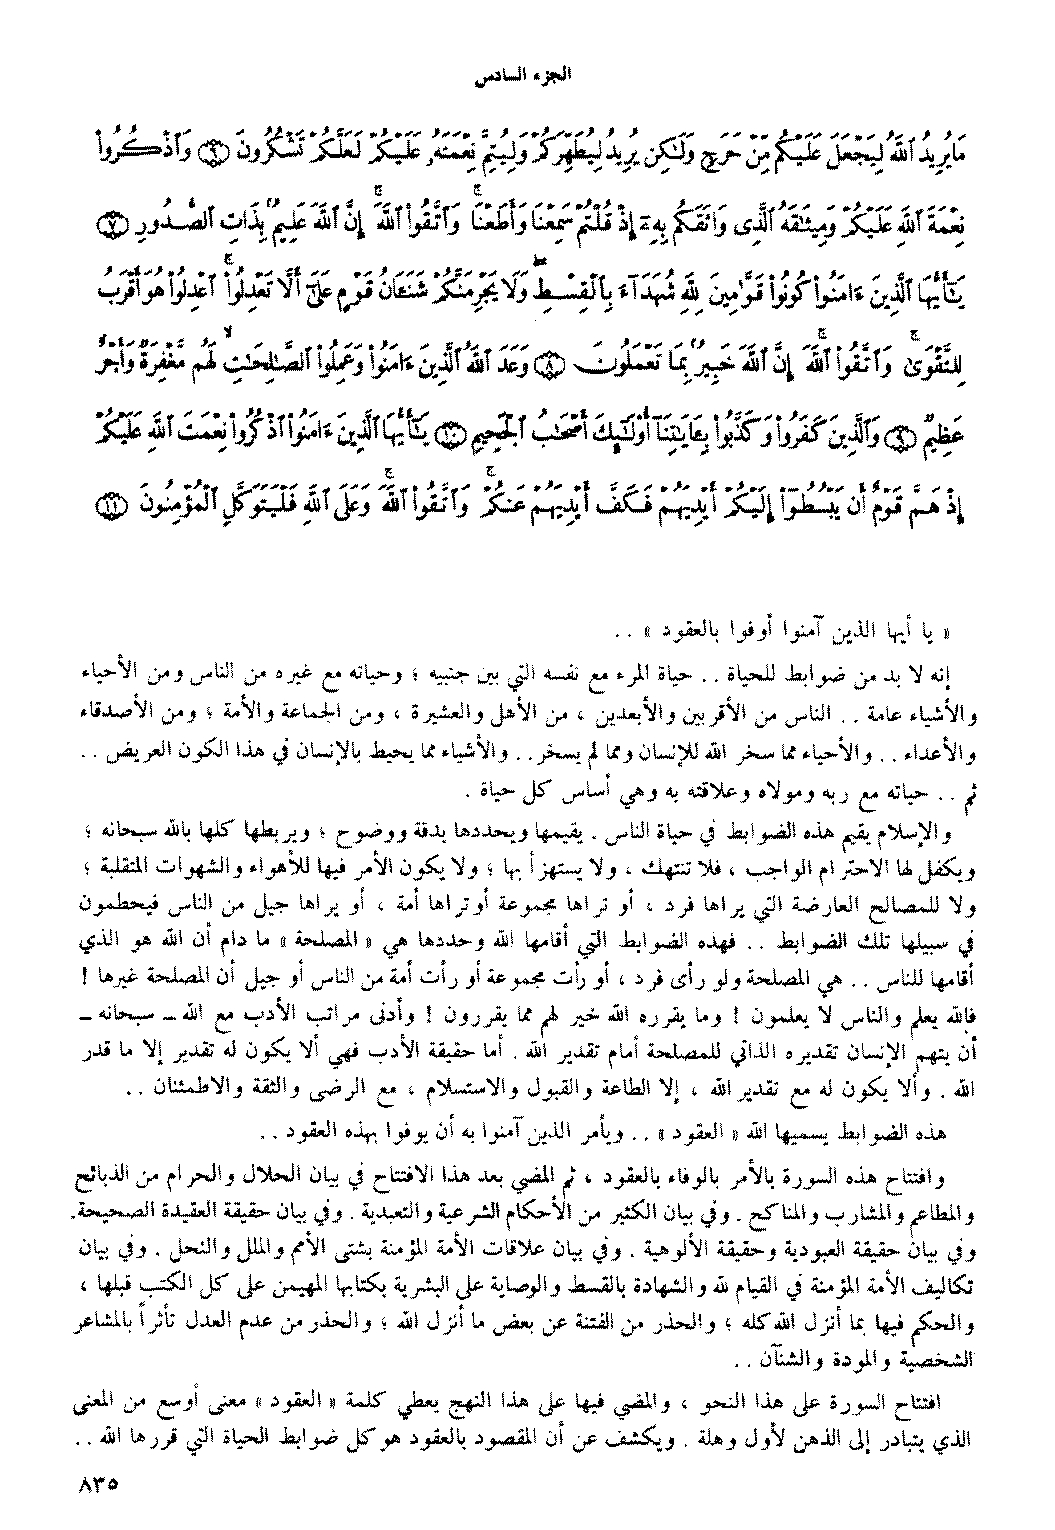 الجزء السادس
مَا يُرِيدُ ٱللَّهُ لِيَجْعَلَ عَلَيْكُم مِّنْ حَرَجٍ وَلَـٰكِن يُرِيدُ لِيُطَهِّرَكُمْ وَلِيُتِمَّ نِعْمَتَهُۥ عَلَيْكُمْ لَعَلَّكُمْ تَشْكُرُونَ ﴿٦﴾ وَٱذْكُرُوا۟
نِعْمَةَ ٱللَّهِ عَلَيْكُمْ وَمِيثَـٰقَهُ ٱلَّذِى وَاثَقَكُم بِهِۦٓ إِذْ قُلْتُمْ سَمِعْنَا وَأَطَعْنَا ۖ وَٱتَّقُوا۟ ٱللَّهَ ۚ إِنَّ ٱللَّهَ عَلِيمٌۢ بِذَاتِ ٱلصُّدُورِ ﴿٧﴾
يَـٰٓأَيُّهَا ٱلَّذِينَ ءَامَنُوا۟ كُونُوا۟ قَوَّٰمِينَ لِلَّهِ شُهَدَآءَ بِٱلْقِسْطِ ۖ وَلَا يَجْرِمَنَّكُمْ شَنَـَٔانُ قَوْمٍ عَلَىٰٓ أَلَّا تَعْدِلُوا۟ ۚ ٱعْدِلُوا۟ هُوَ أَقْرَبُ
لِلتَّقْوَىٰ ۖ وَٱتَّقُوا۟ ٱللَّهَ ۚ إِنَّ ٱللَّهَ خَبِيرٌۢ بِمَا تَعْمَلُونَ ﴿٨﴾ وَعَدَ ٱللَّهُ ٱلَّذِينَ ءَامَنُوا۟ وَعَمِلُوا۟ ٱلصَّـٰلِحَـٰتِ ۙ لَهُم مَّغْفِرَةٌ وَأَجْرٌ
عَظِيمٌ ﴿٩﴾ وَٱلَّذِينَ كَفَرُوا۟ وَكَذَّبُوا۟ بِـَٔايَـٰتِنَآ أُو۟لَـٰٓئِكَ أَصْحَـٰبُ ٱلْجَحِيمِ ﴿١٠﴾ يَـٰٓأَيُّهَا ٱلَّذِينَ ءَامَنُوا۟ ٱذْكُرُوا۟ نِعْمَتَ ٱللَّهِ عَلَيْكُمْ
إِذْ هَمَّ قَوْمٌ أَن يَبْسُطُوٓا۟ إِلَيْكُمْ أَيْدِيَهُمْ فَكَفَّ أَيْدِيَهُمْ عَنكُمْ ۖ وَٱتَّقُوا۟ ٱللَّهَ ۚ وَعَلَى ٱللَّهِ فَلْيَتَوَكَّلِ ٱلْمُؤْمِنُونَ ﴿١١﴾
« يا أيها الذين آمنوا أوفوا بالعقود » . .
إنه لا بد من ضوابط للحياة . . حياة المرء مع نفسه التي بين جنبيه ؛ وحياته مع غيره من الناس ومن الأحياء
والأشياء عامة . . الناس من الأقربين والأبعدين ، من الأهل والعشيرة ، ومن الجماعة والأمة ؛ ومن الأصدقاء
والأعداء . . والأحياء مما سخر الله للإنسان ومما لم يسخر . . والأشياء مما يحيط بالإنسان في هذا الكون العريض . .
ثم . . حياته مع ربه ومولاه وعلاقته به وهي أساس كل حياة .
والإسلام يقيم هذه الضوابط في حياة الناس . يقيمها ويحددها بدقة ووضوح ؛ ويربطها كلها بالله سبحانه ؛
ويكفل لها الاحترام الواجب ، فلا تنتهك ، ولا يستهزأ بها ؛ ولا يكون الأمر فيها للأهواء والشهوات المتقلبة ؛
ولا للمصالح العارضة التي يراها فرد ، أو تراها مجموعة أو تراها أمة ، أو يراها جيل من الناس فيحطمون
في سبيلها تلك الضوابط . . فهذه الضوابط التي أقامها الله وحددها هي « المصلحة » ما دام أن الله هو الذي
أقامها للناس . . هي المصلحة ولو رأى فرد ، أو رأت مجموعة أو رأت أمة من الناس أو جيل أن المصلحة غيرها !
فالله يعلم والناس لا يعلمون ! وما يقرره الله خير لهم مما يقررون ! وأدنى مراتب الأدب مع الله ـ سبحانه ـ
أن يتهم الإنسان تقديره الذاتي للمصلحة أمام تقدير الله . أما حقيقة الأدب فهي ألا يكون له تقدير إلا ما قدر
الله . وألا يكون له مع تقدير الله ، إلا الطاعة والقبول والاستسلام ، مع الرضى والثقة والاطمئنان . .
هذه الضوابط يسميها الله « العقود » . . ويأمر الذين آمنوا به أن يوفوا بهذه العقود . .
وافتتاح هذه السورة بالأمر بالوفاء بالعقود ، ثم المضي بعد هذا الافتتاح في بيان الحلال والحرام من الذبائح
والمطاعم والمشارب والمناكح . وفي بيان الكثير من الأحكام الشرعية والتعبدية . وفي بيان حقيقة العقيدة الصحيحة.
وفي بيان حقيقة العبودية وحقيقة الألوهية . وفي بيان علاقات الأمة المؤمنة بشتى الأمم والملل والنحل . وفي بيان
تكاليف الأمة المؤمنة في القيام لله والشهادة بالقسط والوصاية على البشرية بكتابها المهيمن على كل الكتب قبلها ،
والحكم فيها بما أنزل الله كله ؛ والحذر من الفتنة عن بعض ما أنزل الله ؛ والحذر من عدم العدل تأثراً بالمشاعر
الشخصية والمودة والشنآن . .
افتتاح السورة على هذا النحو ، والمضي فيها على هذا النهج يعطي كلمة « العقود » معنى أوسع من المعنى
الذي يتبادر إلى الذهن لأول وهلة . ويكشف عن أن المقصود بالعقود هو كل ضوابط الحياة التي قررها الله . .
٨٣٥